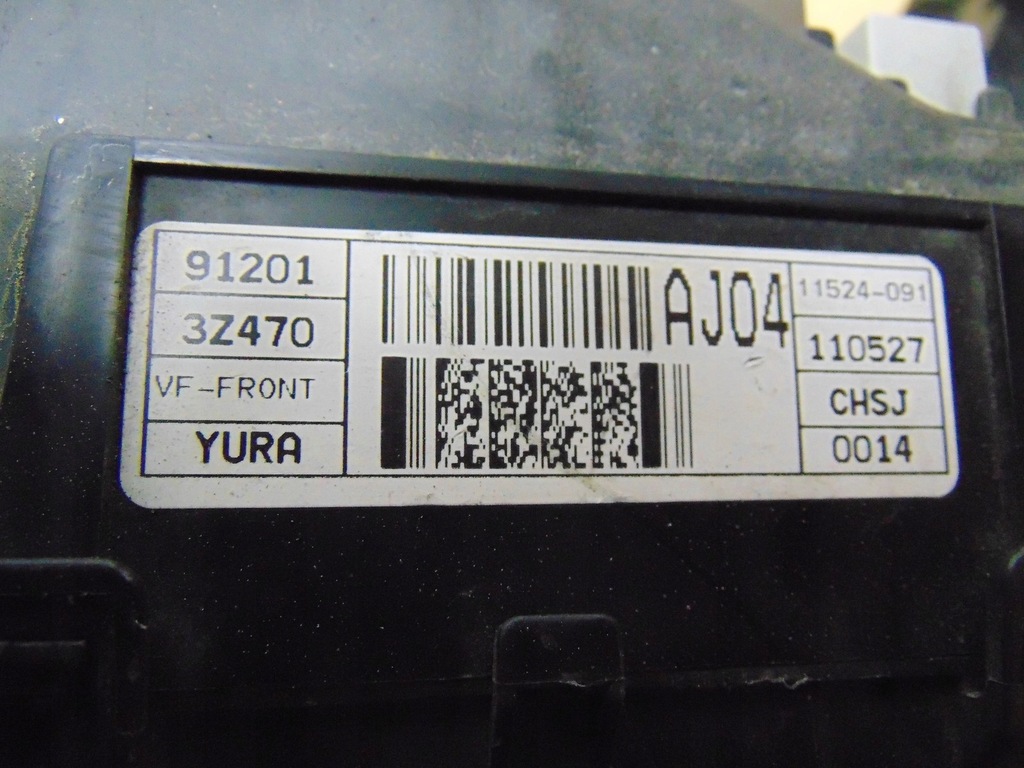 91201
3Z470
VF-FRONT
YURA
AJ04
11524-091
110527
CHSJ
0014